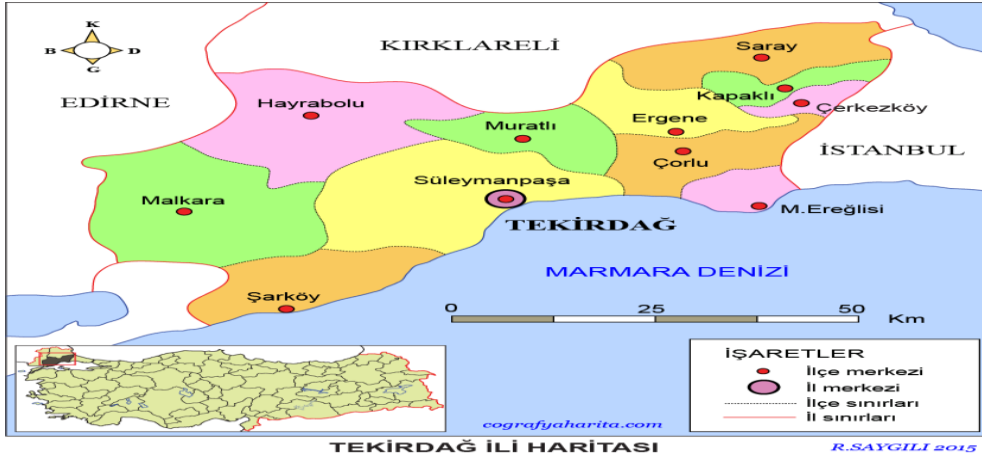 K
B D
G
KIRKLARELİ
EDİRNE
İSTANBUL
Saray
Kapaklı
Çerkezköy
Hayrabolu
Muratlı
Ergene
Çorlu
Süleymanpaşa
Malkara
M.Ereğlisi
TEKİRDAĞ
Şarköy
MARMARA DENİZİ
0 25 50
Km
İŞARETLER
İlçe merkezi
İl merkezi
İlçe sınırları
İl sınırları
cografyaharita.com
TEKİRDAĞ İLİ HARİTASI
R.SAYGILI 2015